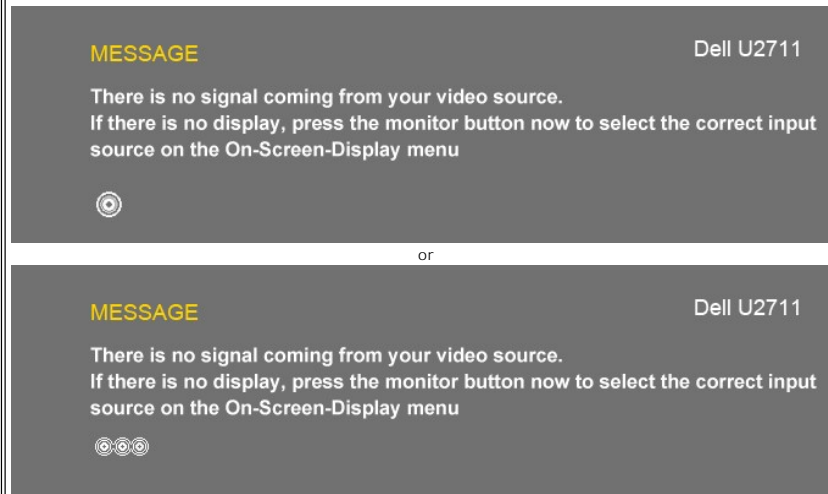 MESSAGE
Dell U2711
There is no signal coming from your video source.
If there is no display, press the monitor button now to select the correct input
source on the On-Screen-Display menu
or
MESSAGE
Dell U2711
There is no signal coming from your video source.
If there is no display, press the monitor button now to select the correct input
source on the On-Screen-Display menu